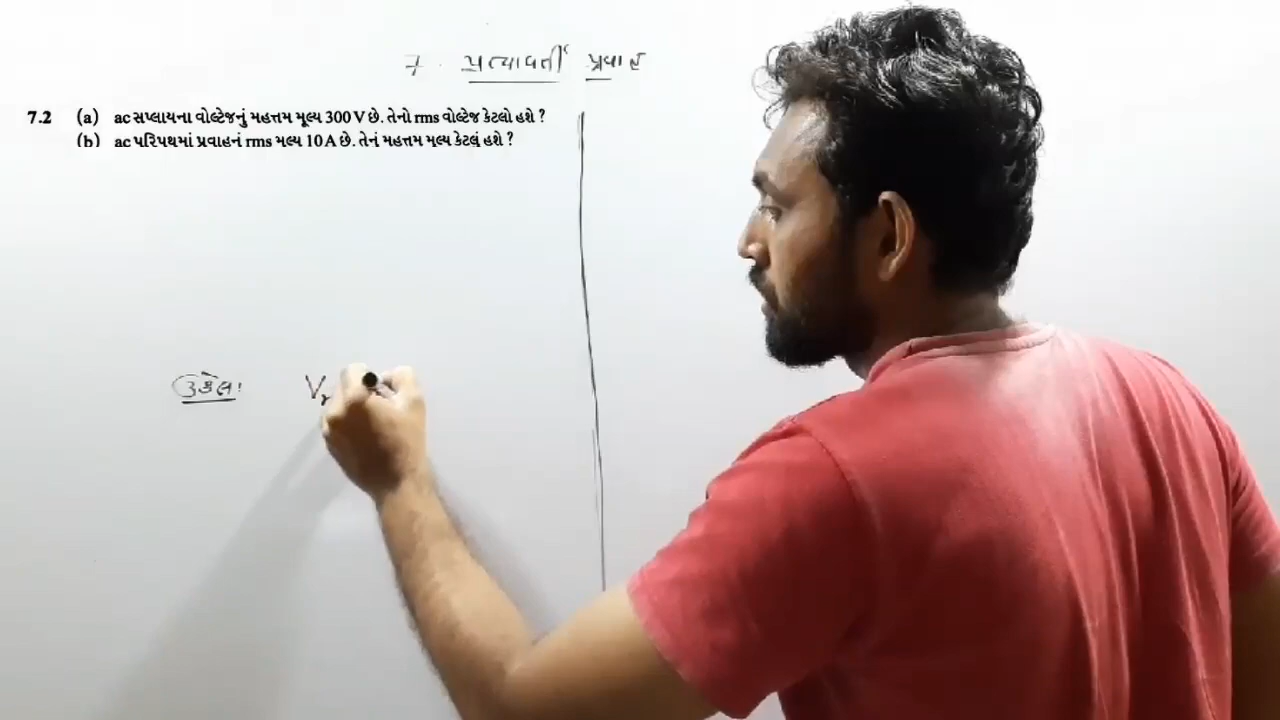 7. પ્રત્યાવર્તી પ્રવાહ
7.2 (a) ac સપ્લાયના વોલ્ટેજનું મહત્તમ મૂલ્ય 300 V છે. તેનો rms વોલ્ટેજ કેટલો હશે ?
(b) ac પરિપથમાં પ્રવાહનું rms મૂલ્ય 10 A છે. તેનું મહત્તમ મૂલ્ય કેટલું હશે ?
ઉકેલ: Vr